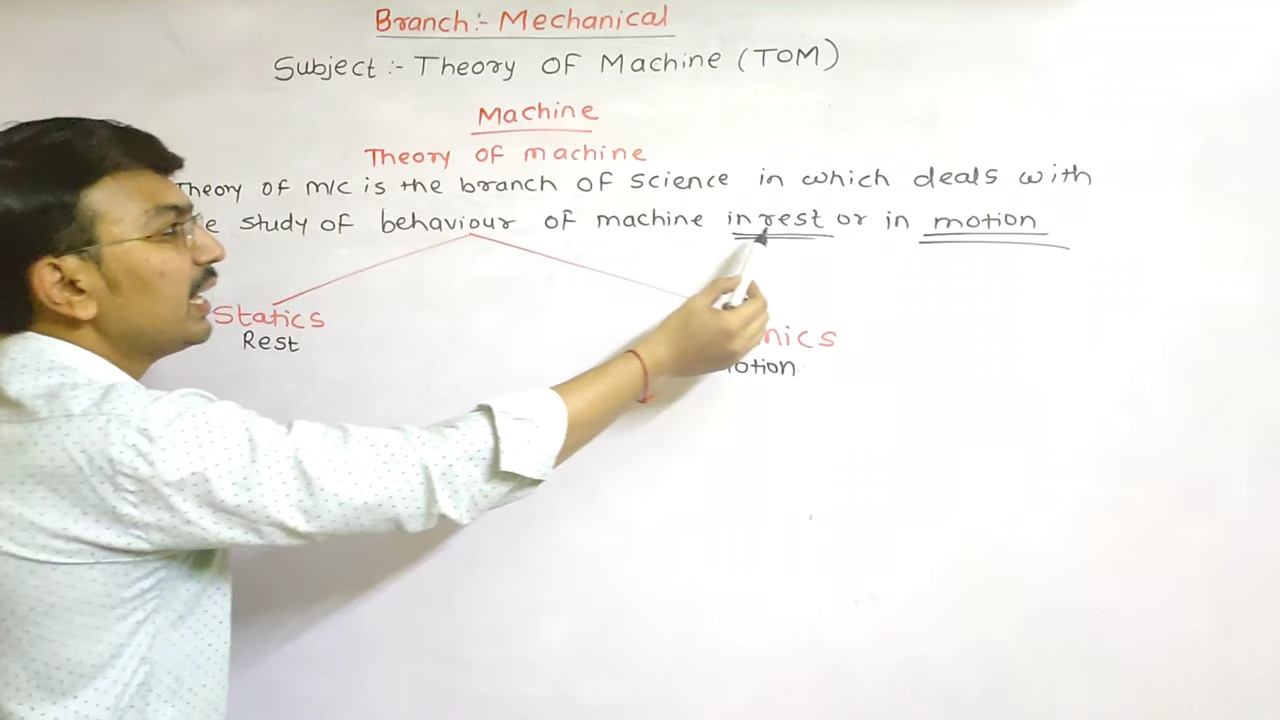 Branch:- Mechanical
Subject:- Theory OF Machine (TOM)
Machine
Theory OF machine
Theory OF m/c is the branch OF science in which deals with
study of behaviour of machine in rest or in motion
Statics
Rest